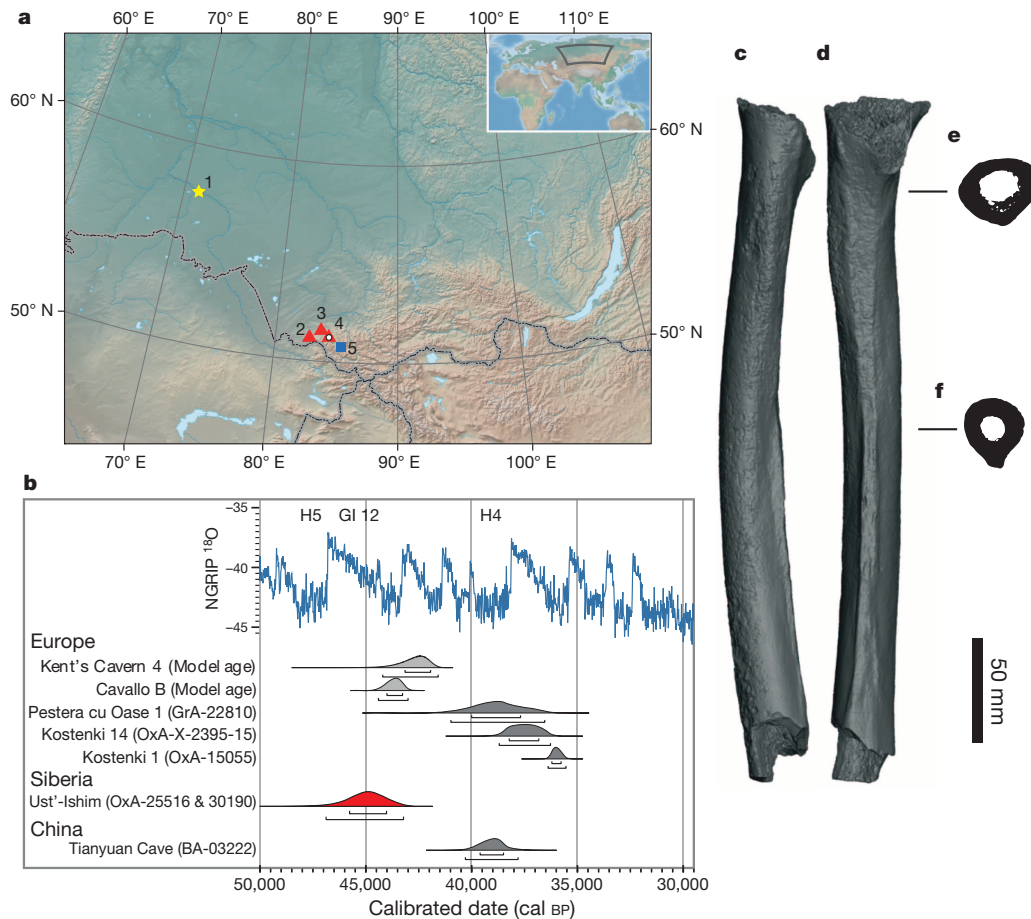 a
60° E 70° E 80° E 90° E 100° E 110° E
60° N
60° N
1
50° N
50° N
2 3 4
5
70° E 80° E 90° E 100° E
b
−35
−40
−45
NGRIP ¹⁸O
H5 GI 12 H4
Europe
Kent's Cavern 4 (Model age)
Cavallo B (Model age)
Pestera cu Oase 1 (GrA-22810)
Kostenki 14 (OxA-X-2395-15)
Kostenki 1 (OxA-15055)
Siberia
Ust'-Ishim (OxA-25516 & 30190)
China
Tianyuan Cave (BA-03222)
50,000 45,000 40,000 35,000 30,000
Calibrated date (cal BP)
c d
e
f
50 mm